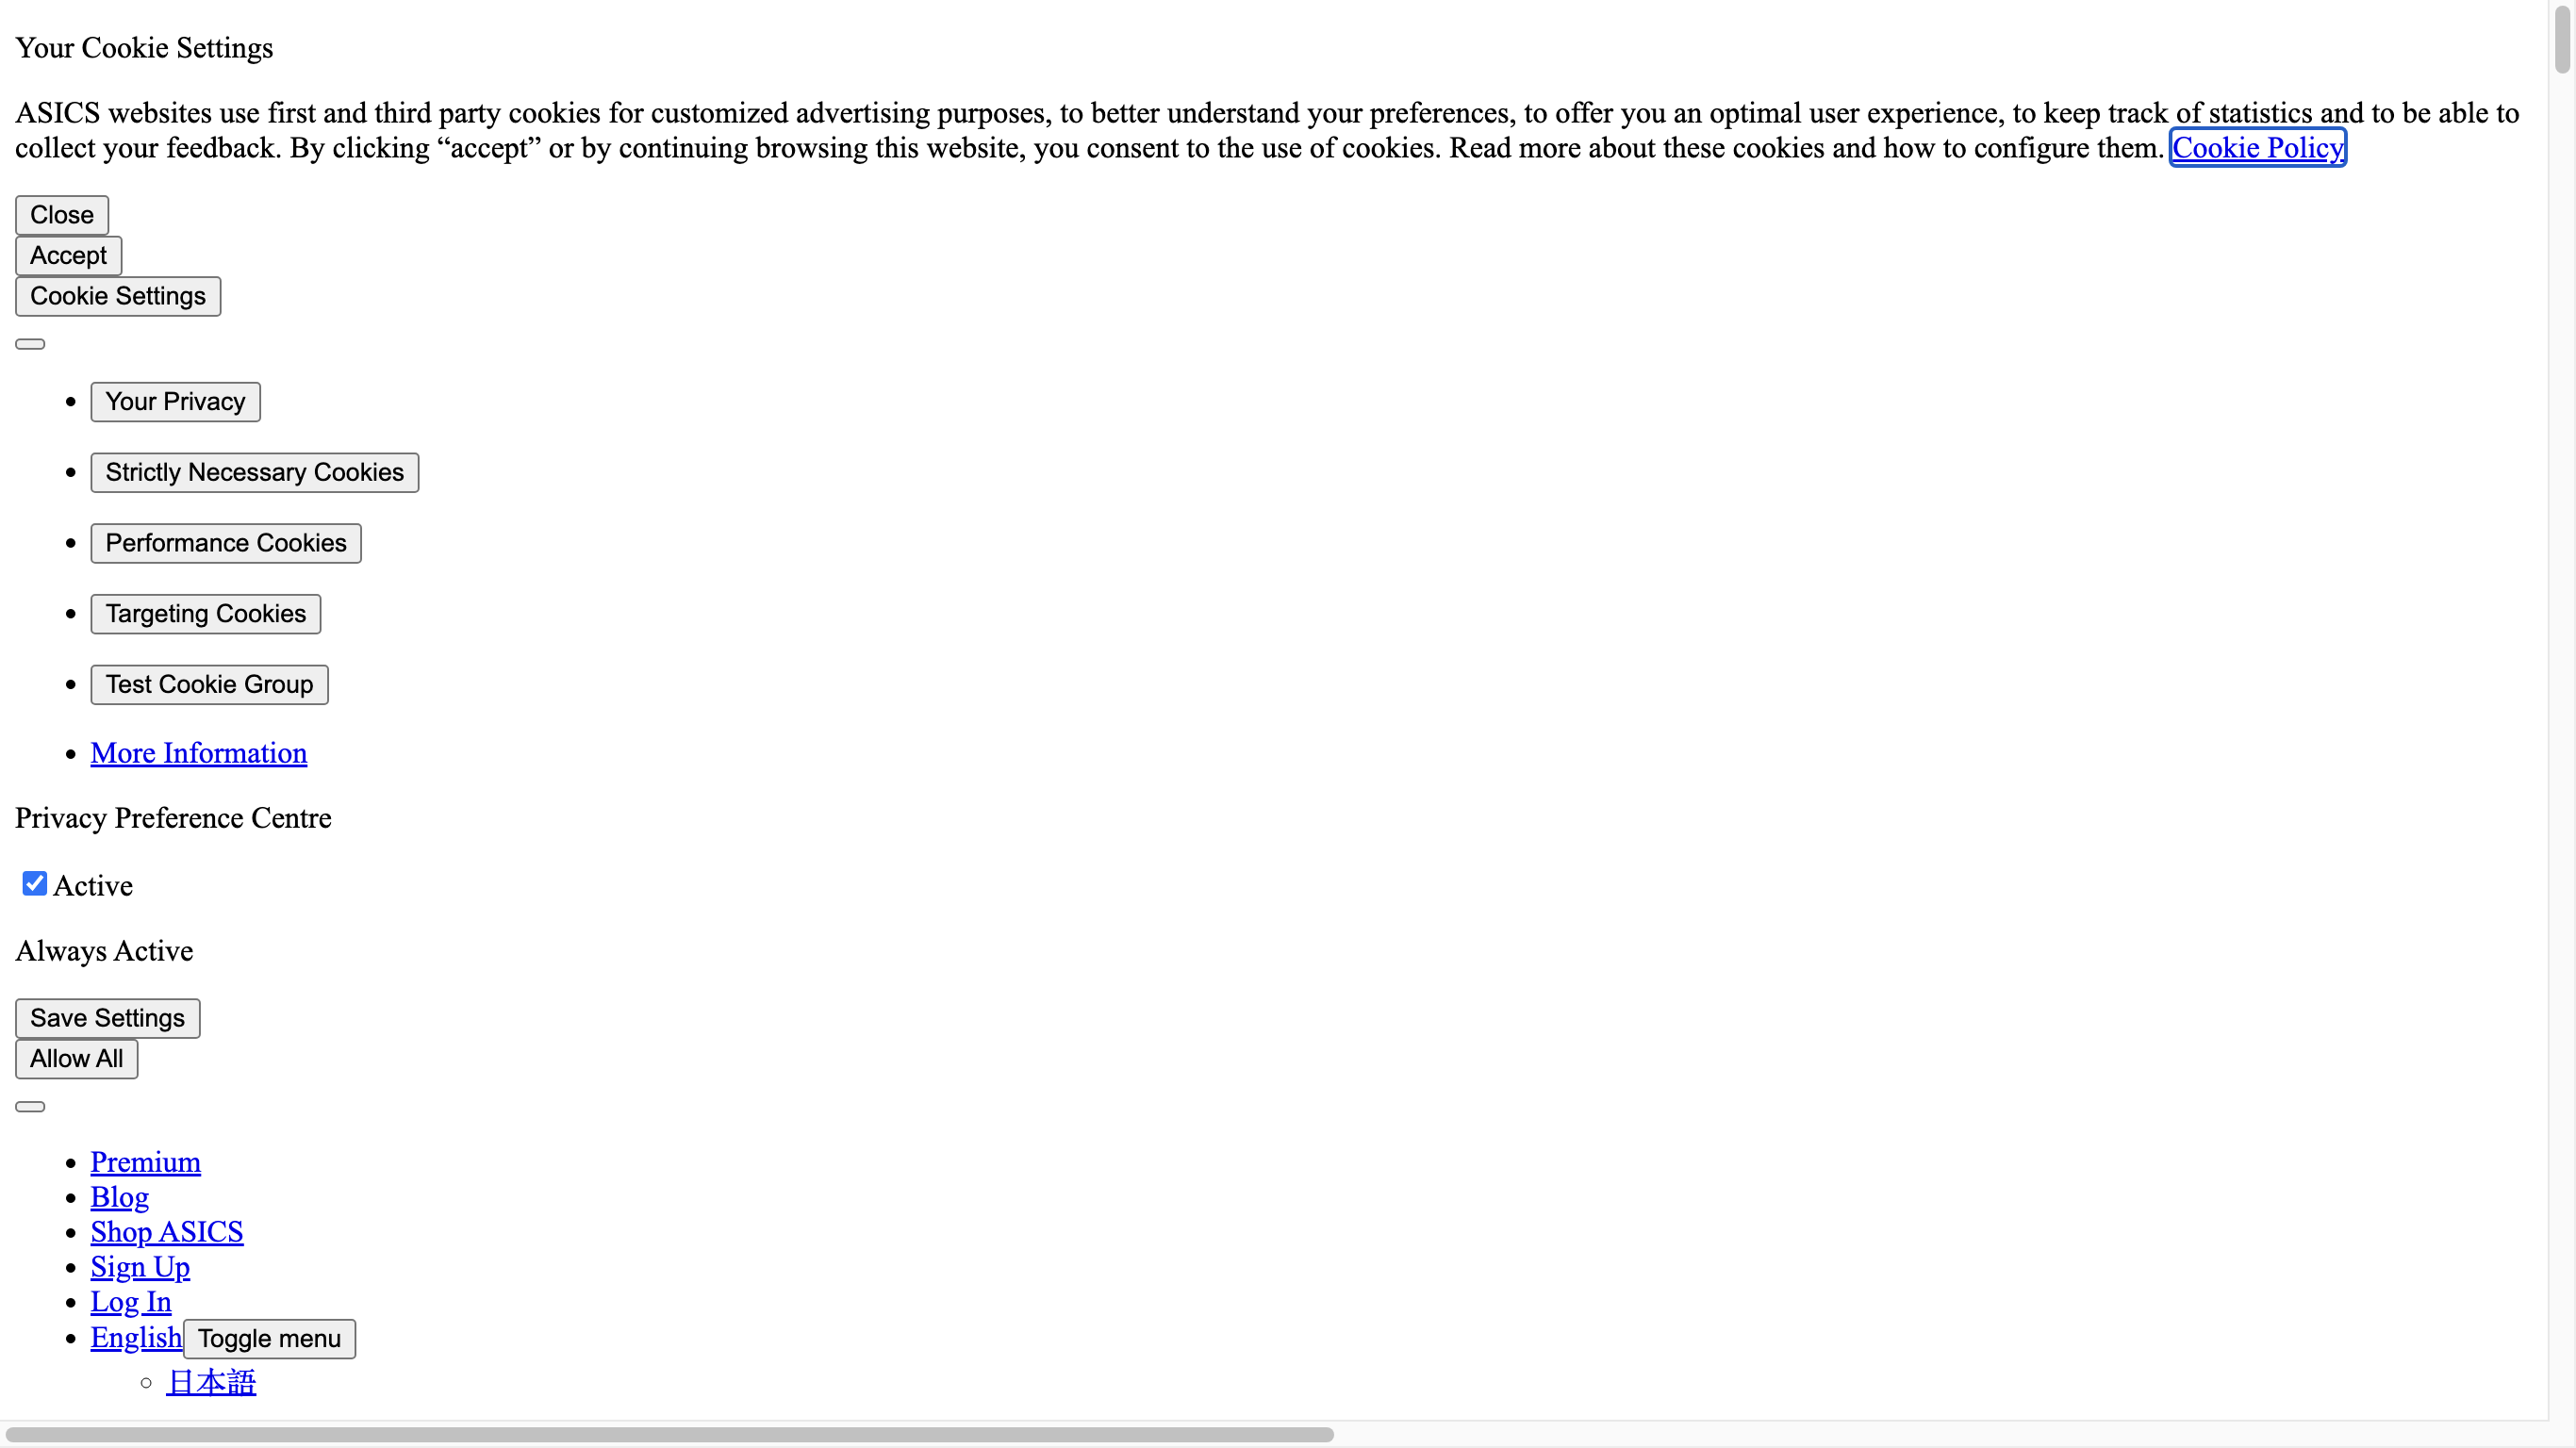 Your Cookie Settings
ASICS websites use first and third party cookies for customized advertising purposes, to better understand your preferences, to offer you an optimal user experience, to keep track of statistics and to be able to
collect your feedback. By clicking “accept” or by continuing browsing this website, you consent to the use of cookies. Read more about these cookies and how to configure them. Cookie Policy
Close
Accept
Cookie Settings
Your Privacy
Strictly Necessary Cookies
Performance Cookies
Targeting Cookies
Test Cookie Group
More Information
Privacy Preference Centre
Active
Always Active
Save Settings
Allow All
Premium
Blog
Shop ASICS
Sign Up
Log In
English Toggle menu
日本語